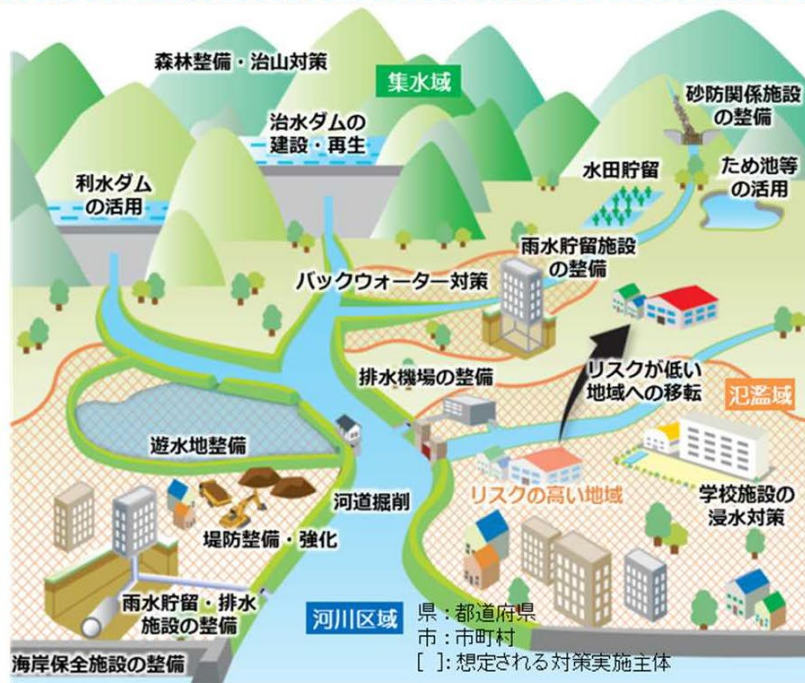 森林整備・治山対策
集水域
砂防関係施設
の整備
治水ダムの
建設・再生
水田貯留
ため池等
の活用
利水ダム
の活用
雨水貯留施設
の整備
バックウォーター対策
排水機場の整備
リスクが低い
地域への移転
氾濫域
遊水地整備
リスクの高い地域
学校施設の
浸水対策
河道掘削
堤防整備・強化
雨水貯留・排水
施設の整備
河川区域
県：都道府県
市：市町村
[ ]：想定される対策実施主体
海岸保全施設の整備